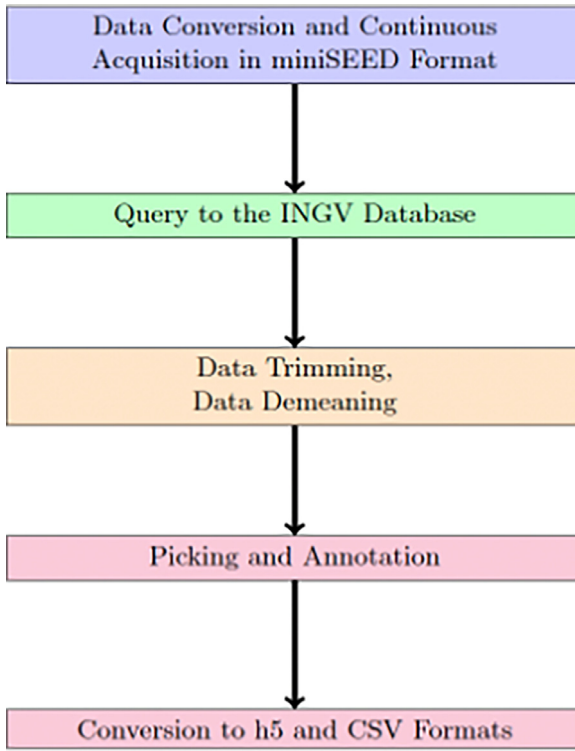 Data Conversion and Continuous
Acquisition in miniSEED Format
Query to the INGV Database
Data Trimming,
Data Demeaning
Picking and Annotation
Conversion to h5 and CSV Formats